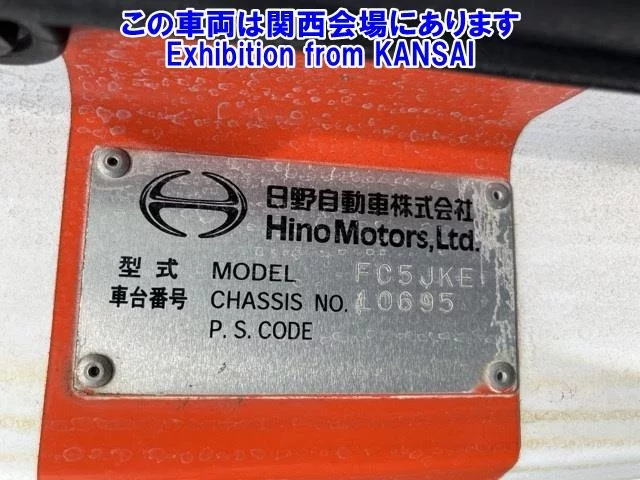 この車両は関西会場にあります
Exhibition from KANSAI
日野自動車株式会社
Hino Motors, Ltd.
型式 MODEL FC5JKE
車台番号 CHASSIS NO. 10695
P. S. CODE